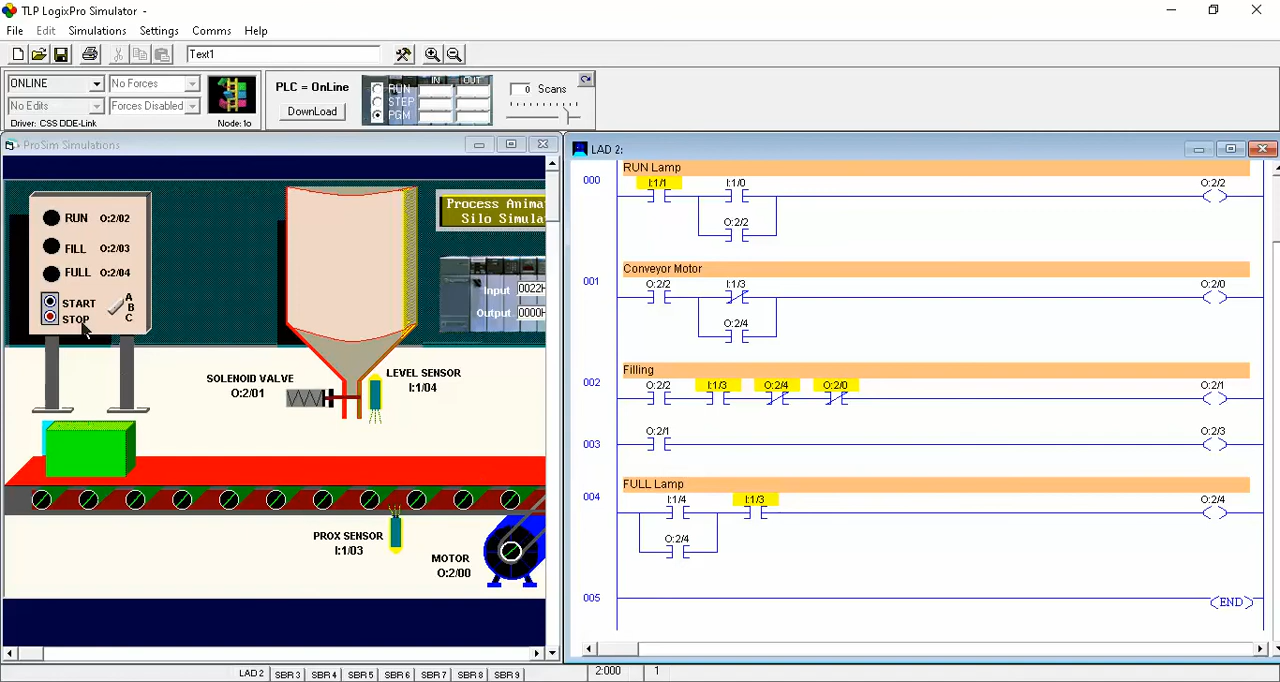 TLP LogixPro Simulator -
File Edit Simulations Settings Comms Help
Text1
ONLINE No Forces
No Edits Forces Disabled
Driver: CSS DDE-Link Node:1o
PLC = OnLine
DownLoad
IN OUT
RUN
STEP
PGM
0 Scans
ProSim Simulations
RUN O:2/02
FILL O:2/03
FULL O:2/04
START
STOP
A
B
C
Process Anima
Silo Simula
Input 0022H
Output 0000H
SOLENOID VALVE
O:2/01
LEVEL SENSOR
I:1/04
PROX SENSOR
I:1/03
MOTOR
O:2/00
LAD 2:
RUN Lamp
000 I:1/1 I:1/0 O:2/2
O:2/2
Conveyor Motor
001 O:2/2 I:1/3 O:2/0
O:2/4
Filling
002 O:2/2 I:1/3 O:2/4 O:2/0 O:2/1
003 O:2/1 O:2/3
FULL Lamp
004 I:1/4 I:1/3 O:2/4
O:2/4
005 END
LAD 2 SBR 3 SBR 4 SBR 5 SBR 6 SBR 7 SBR 8 SBR 9
2:000 1